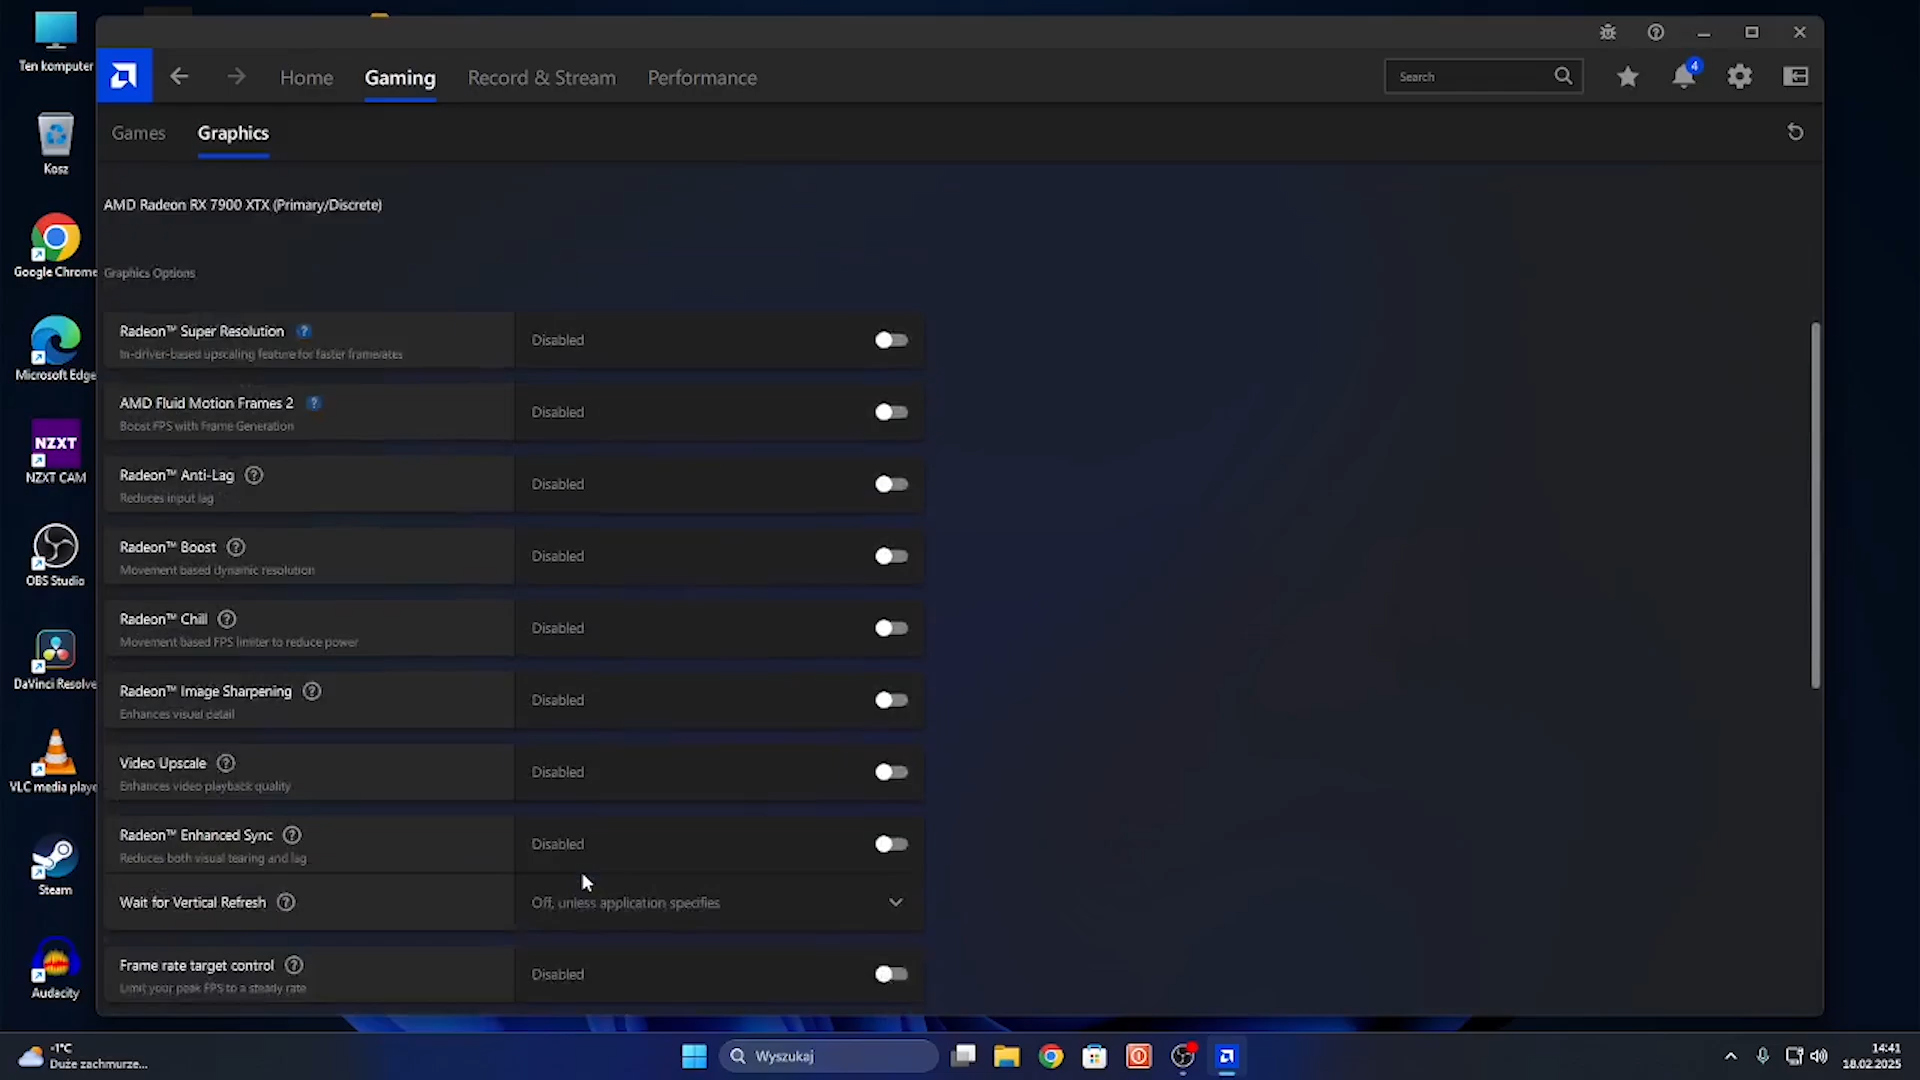 Ten komputer
Kosz
Google Chrome
Microsoft Edge
NZXT
NZXT CAM
OBS Studio
DaVinci Resolve
VLC media playe
Steam
Audacity
Home
Gaming
Record & Stream
Performance
Search
4
Games
Graphics
AMD Radeon RX 7900 XTX (Primary/Discrete)
Graphics Options
Radeon™ Super Resolution ?
In-driver-based upscaling feature for faster framerates
Disabled
AMD Fluid Motion Frames 2 ?
Boost FPS with Frame Generation
Disabled
Radeon™ Anti-Lag ?
Reduces input lag
Disabled
Radeon™ Boost ?
Movement based dynamic resolution
Disabled
Radeon™ Chill ?
Movement based FPS limiter to reduce power
Disabled
Radeon™ Image Sharpening ?
Enhances visual detail
Disabled
Video Upscale ?
Enhances video playback quality
Disabled
Radeon™ Enhanced Sync ?
Reduces both visual tearing and lag
Disabled
Wait for Vertical Refresh ?
Off, unless application specifies
Frame rate target control ?
Limit your peak FPS to a steady rate
Disabled
-1°C
Duże zachmurze...
Wyszukaj
14:41
18.02.2025